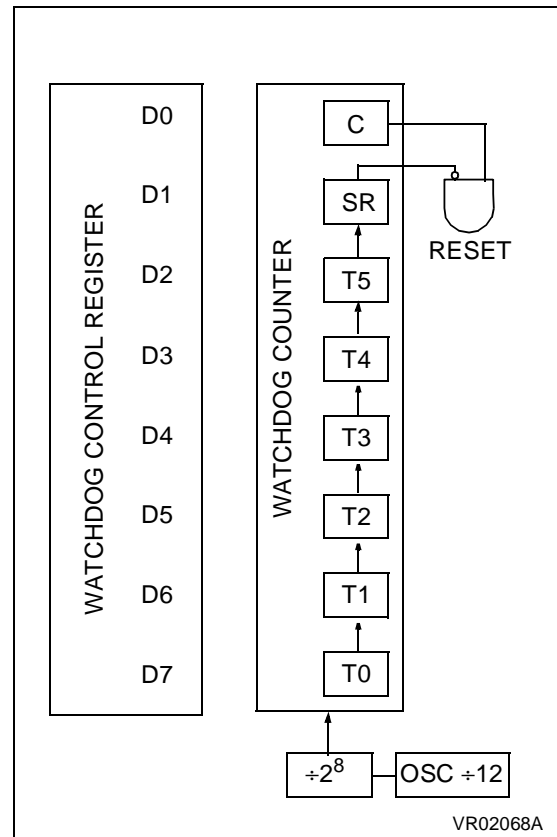 WATCHDOG CONTROL REGISTER
D0
D1
D2
D3
D4
D5
D6
D7
WATCHDOG COUNTER
C
SR
T5
T4
T3
T2
T1
T0
RESET
÷2⁸
OSC ÷12
VR02068A